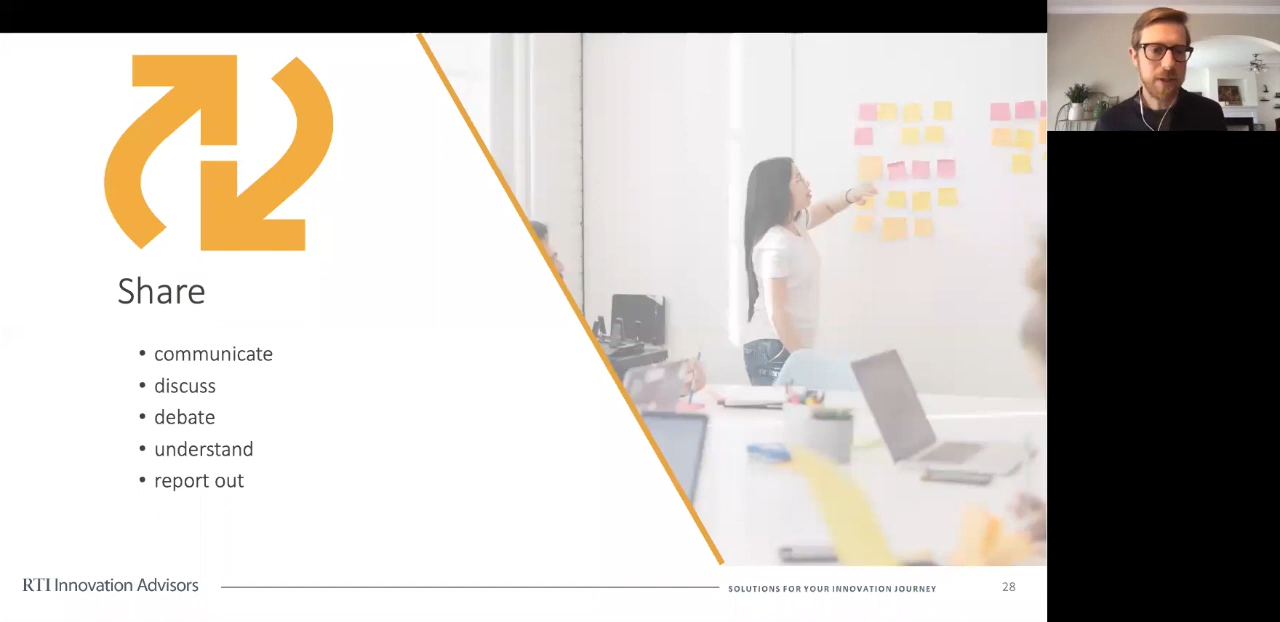 Share
• communicate
• discuss
• debate
• understand
• report out
RTI Innovation Advisors
SOLUTIONS FOR YOUR INNOVATION JOURNEY
28